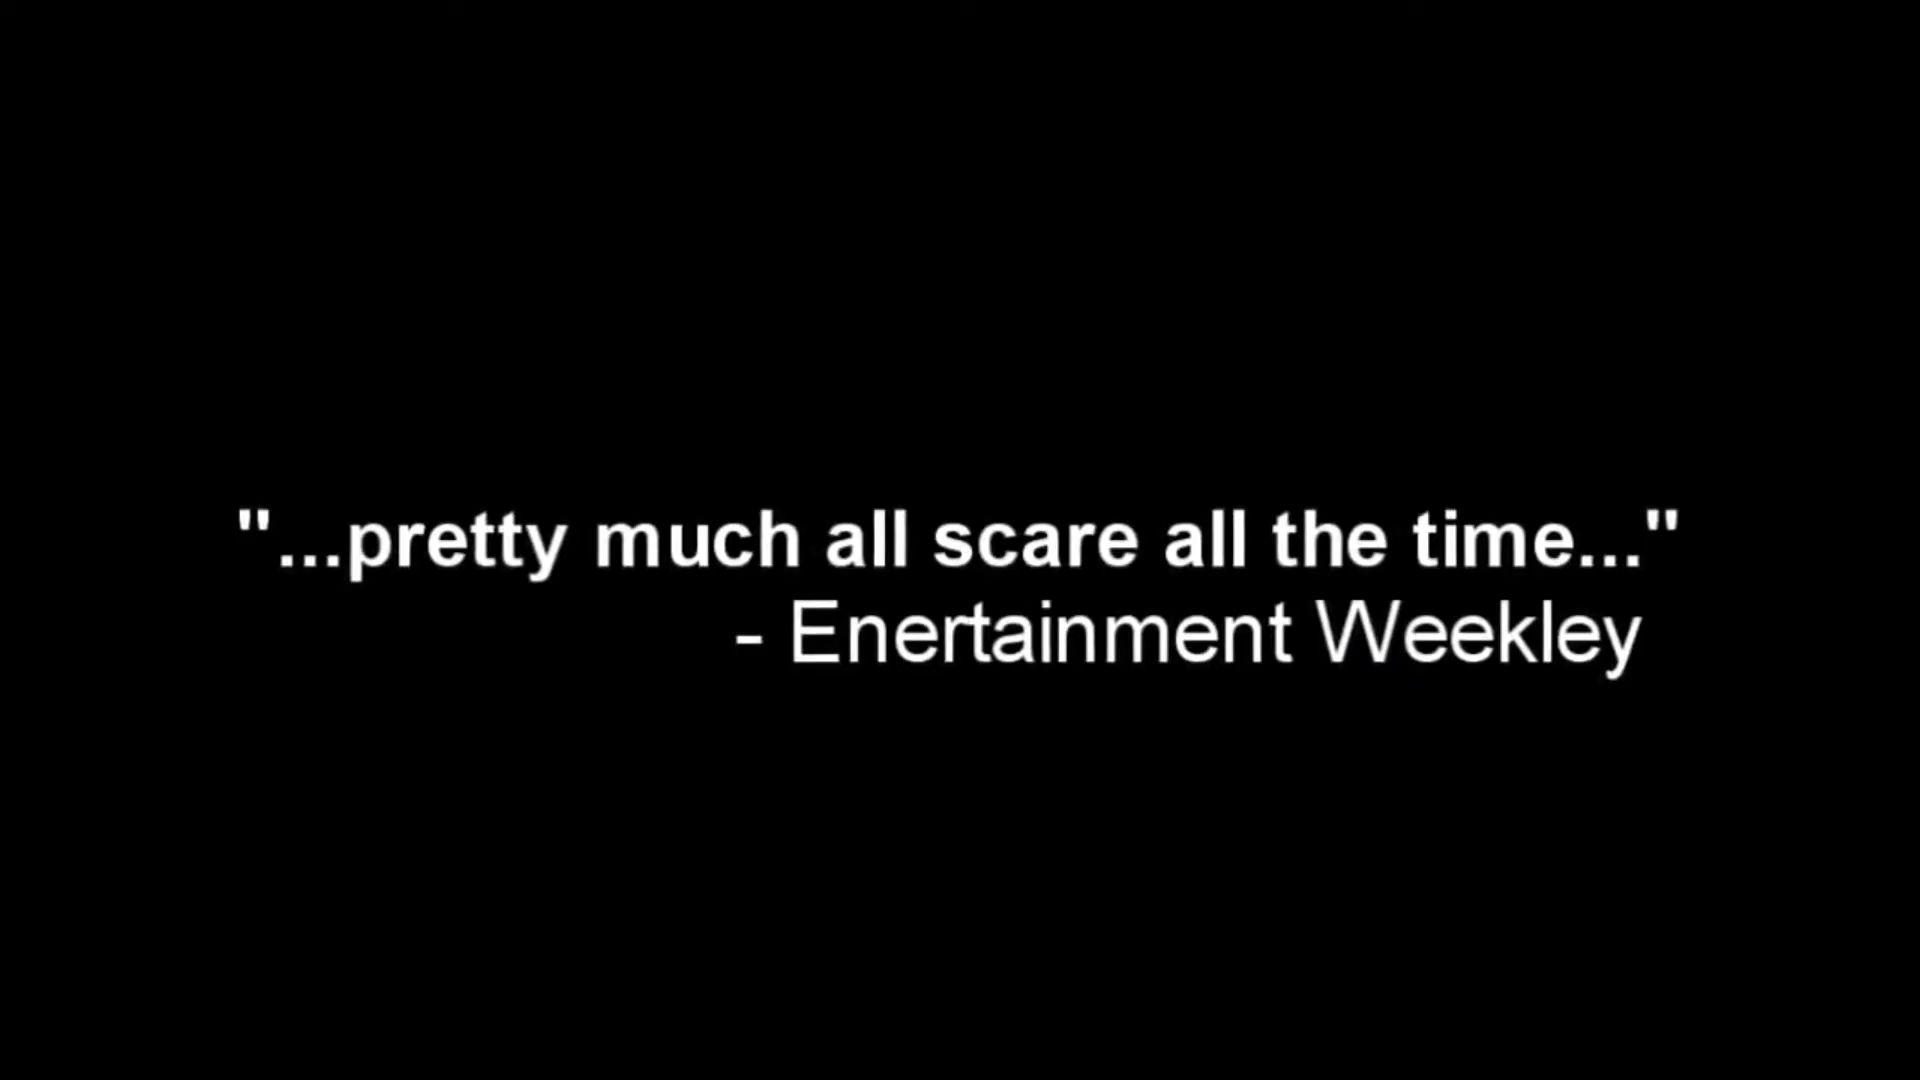 "...pretty much all scare all the time..."
- Enertainment Weekley